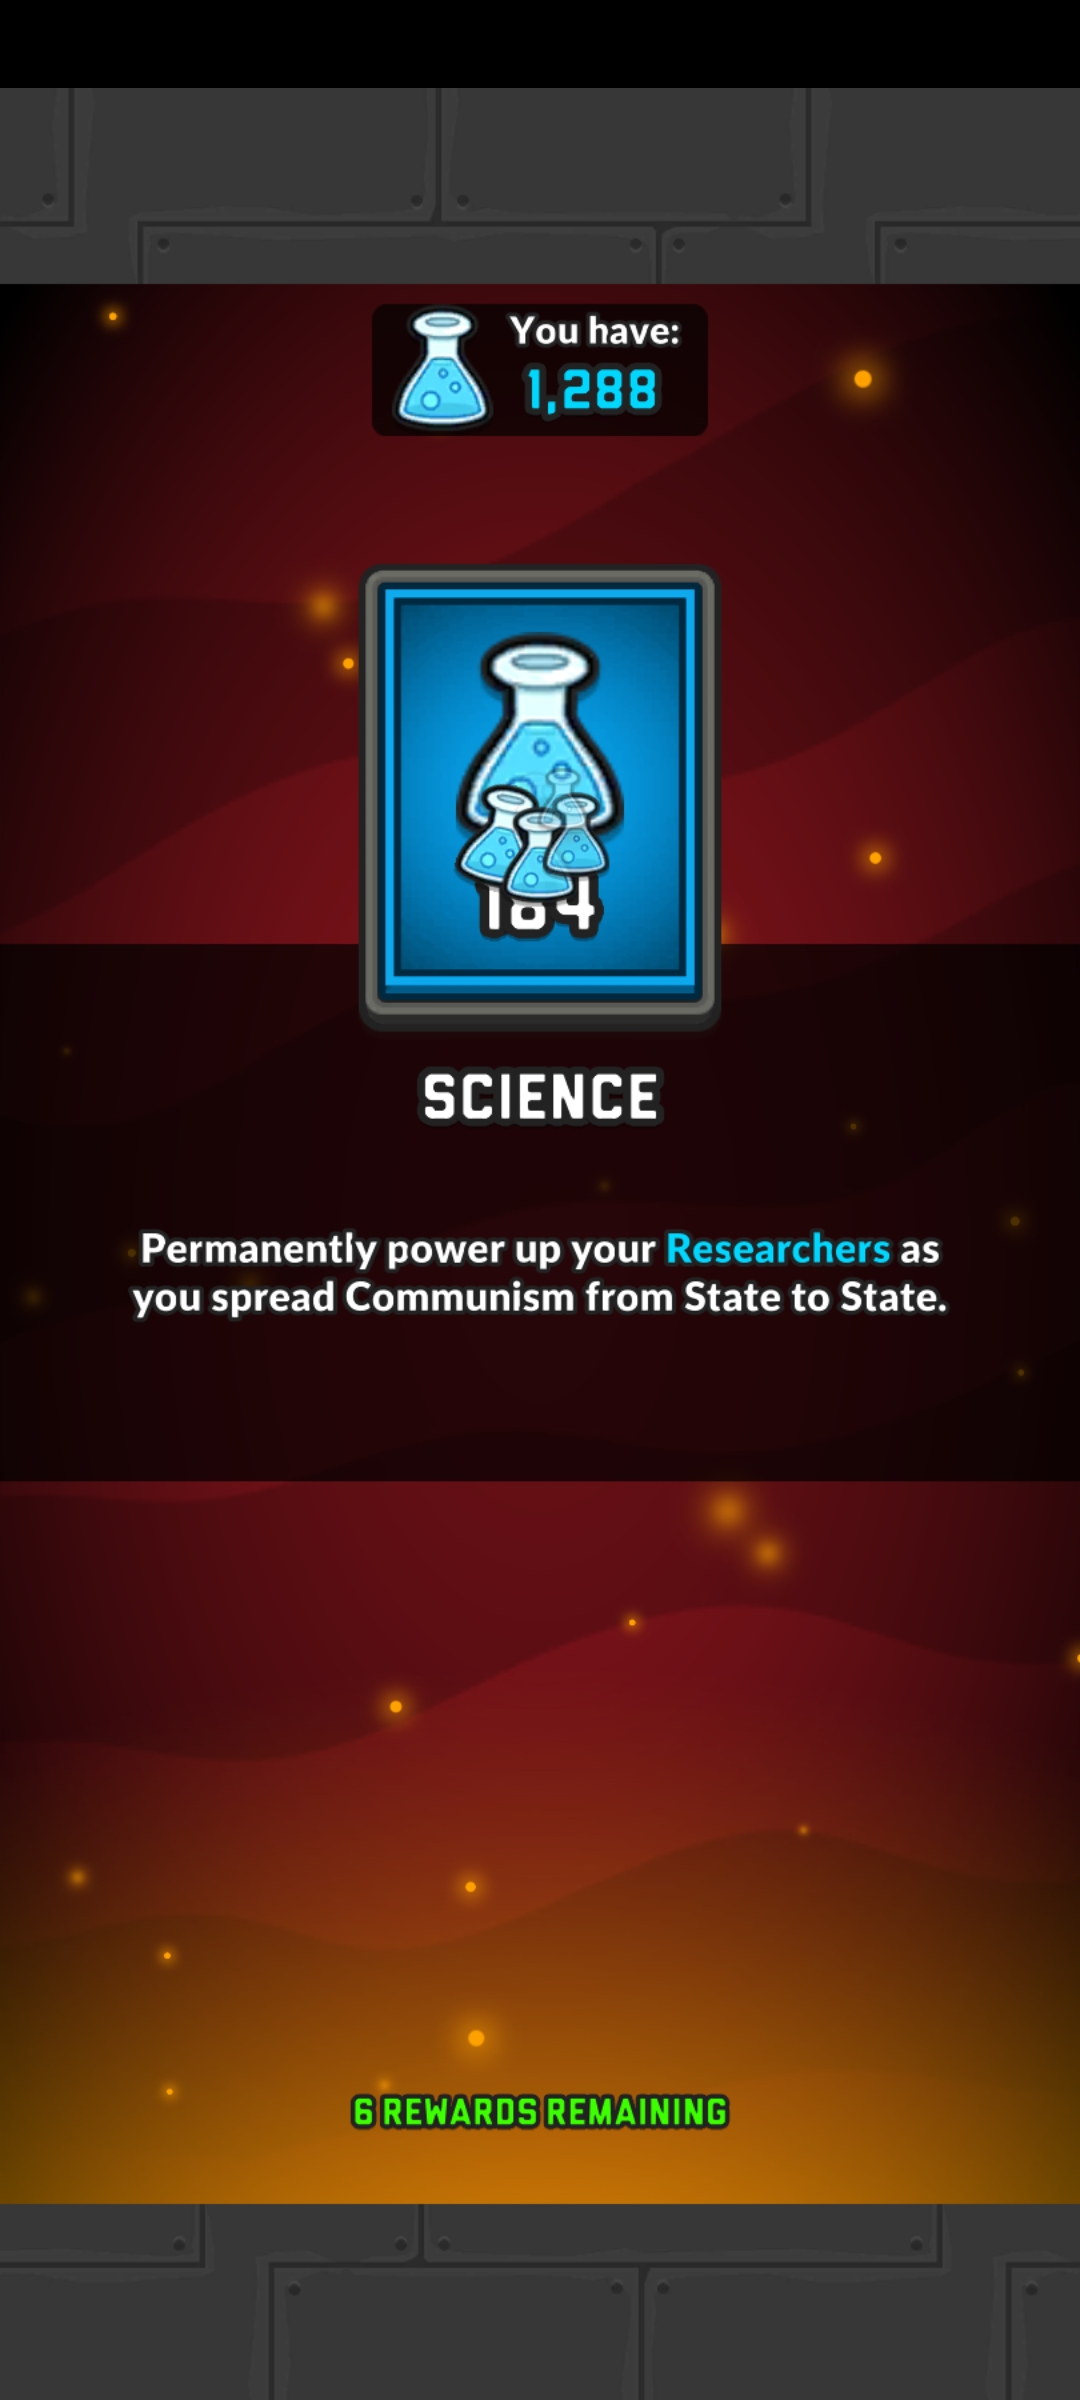 You have:
1,288
SCIENCE
Permanently power up your Researchers as
you spread Communism from State to State.
6 REWARDS REMAINING